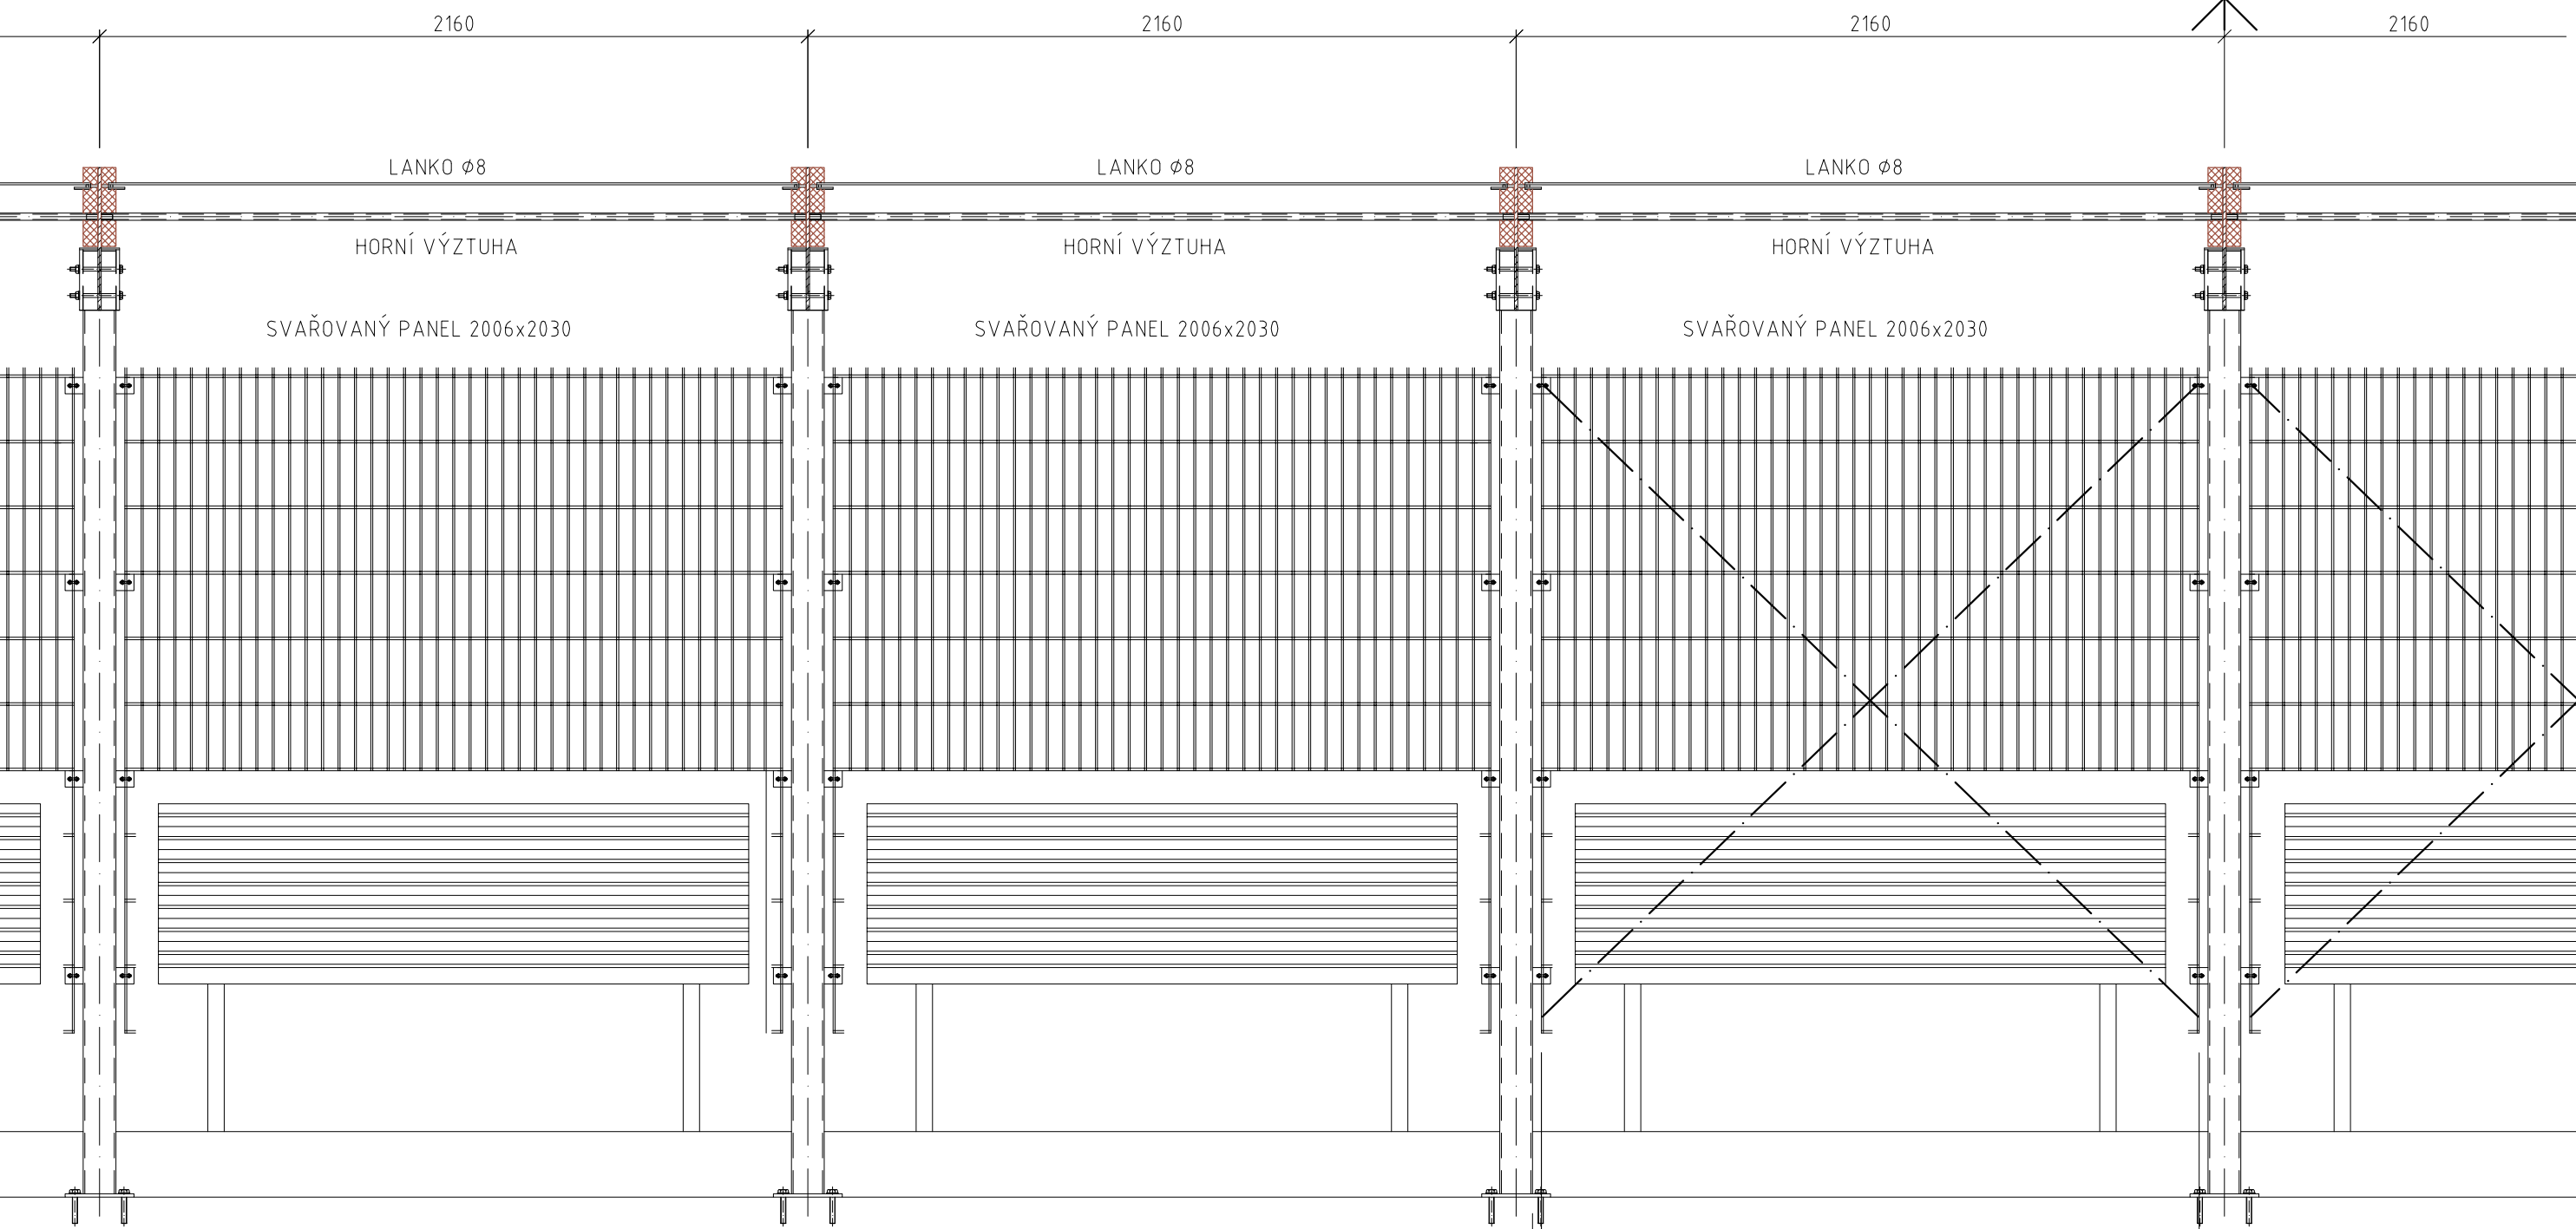 2160 2160 2160 2160
LANKO ø8 LANKO ø8 LANKO ø8
HORNÍ VÝZTUHA HORNÍ VÝZTUHA HORNÍ VÝZTUHA
SVAŘOVANÝ PANEL 2006x2030 SVAŘOVANÝ PANEL 2006x2030 SVAŘOVANÝ PANEL 2006x2030